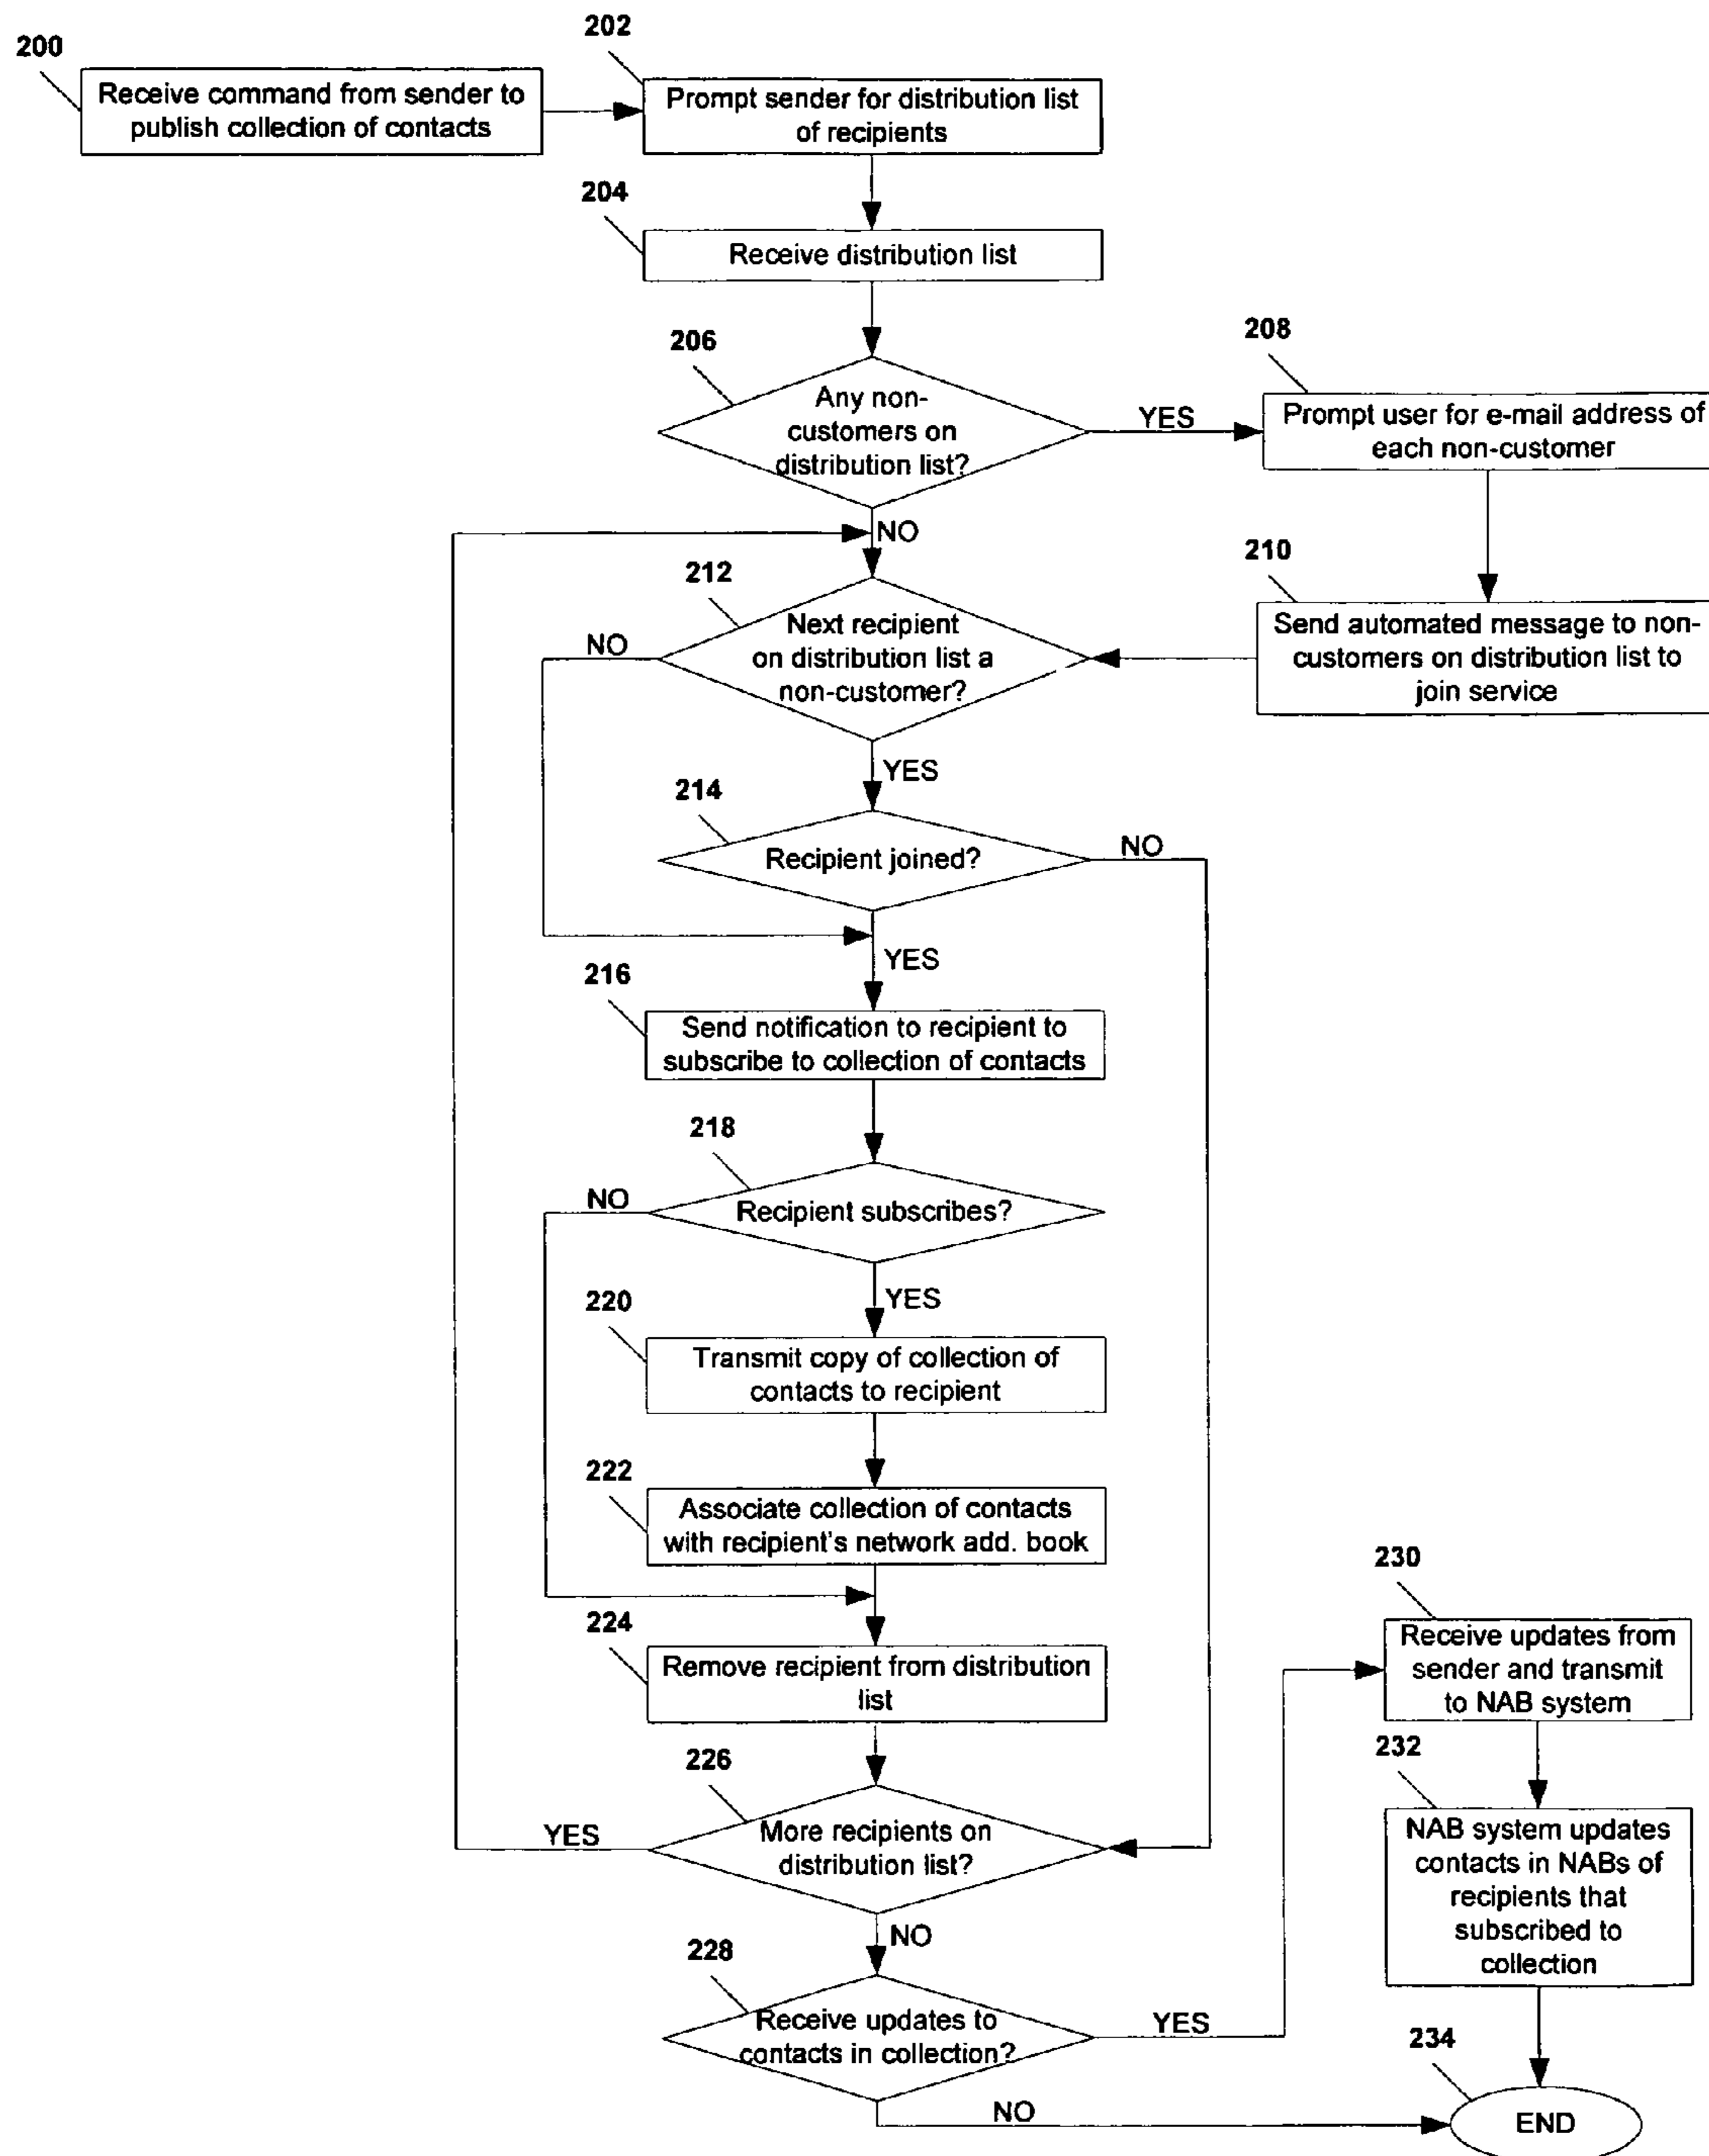 200
Receive command from sender to
publish collection of contacts
202
Prompt sender for distribution list
of recipients
204
Receive distribution list
206
Any non-
customers on
distribution list?
YES
NO
208
Prompt user for e-mail address of
each non-customer
210
Send automated message to non-
customers on distribution list to
join service
212
Next recipient
on distribution list a
non-customer?
NO
YES
214
Recipient joined?
NO
YES
216
Send notification to recipient to
subscribe to collection of contacts
218
Recipient subscribes?
NO
YES
220
Transmit copy of collection of
contacts to recipient
222
Associate collection of contacts
with recipient's network add. book
224
Remove recipient from distribution
list
226
More recipients on
distribution list?
YES
NO
228
Receive updates to
contacts in collection?
YES
NO
230
Receive updates from
sender and transmit
to NAB system
232
NAB system updates
contacts in NABs of
recipients that
subscribed to
collection
234
END